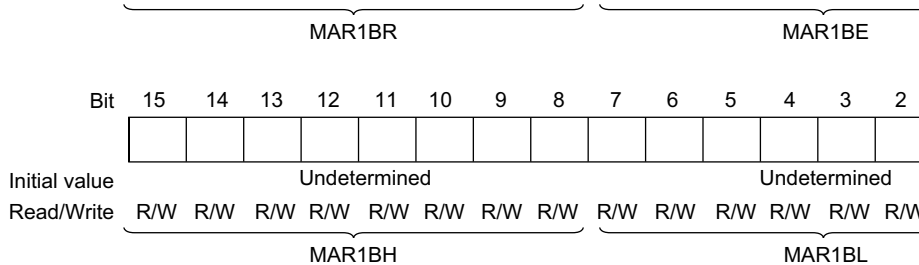 MAR1BR MAR1BE
Bit 15 14 13 12 11 10 9 8 7 6 5 4 3 2
Initial value Undetermined Undetermined
Read/Write R/W R/W R/W R/W R/W R/W R/W R/W R/W R/W R/W R/W R/W R/W
MAR1BH MAR1BL